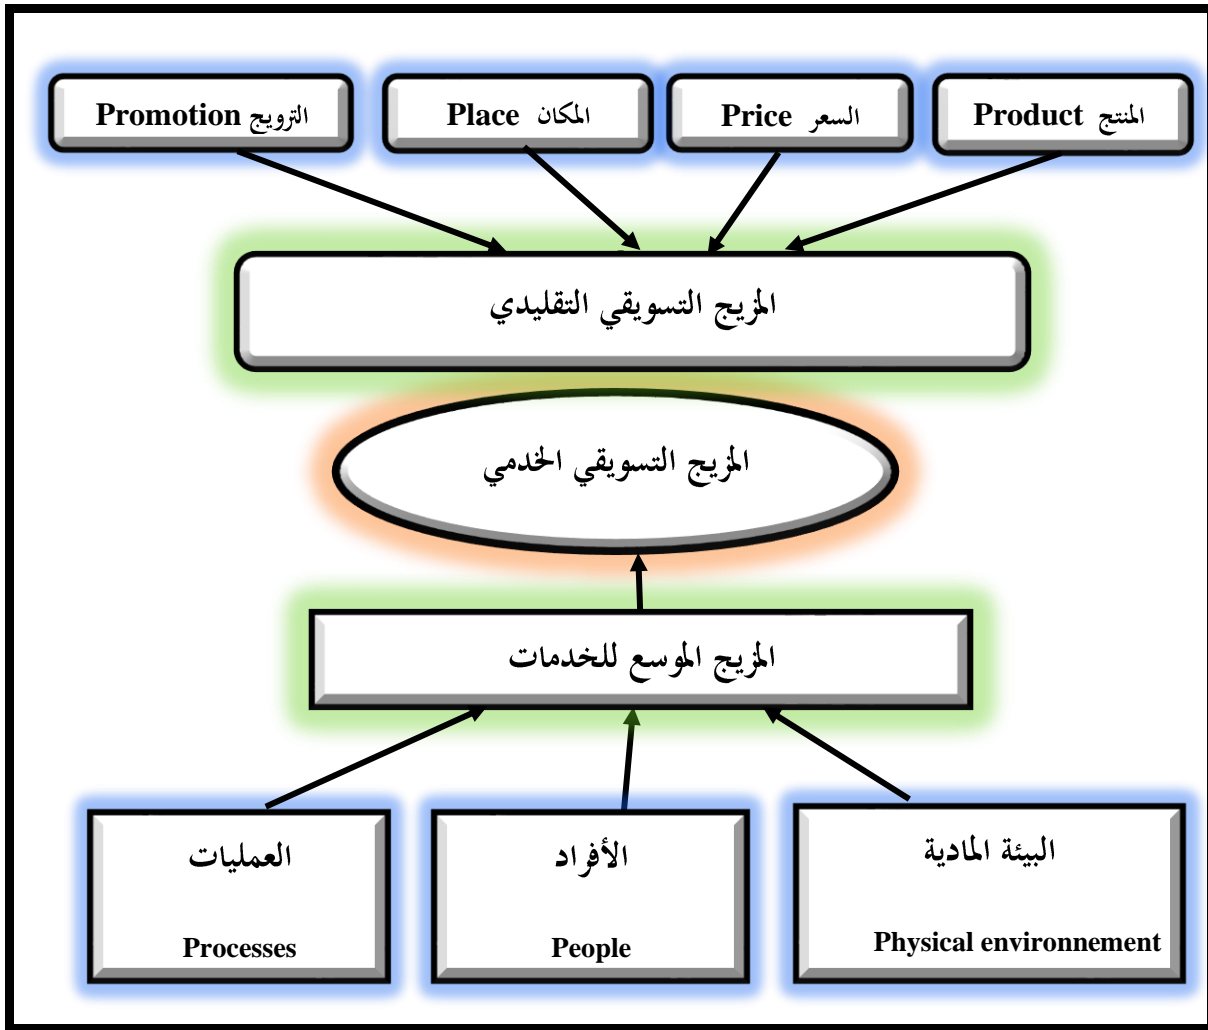 المنتج Product
السعر Price
المكان Place
الترويج Promotion
المزيج التسويقي التقليدي
المزيج التسويقي الخدمي
المزيج الموسع للخدمات
البيئة المادية
Physical environnement
الأفراد
People
العمليات
Processes